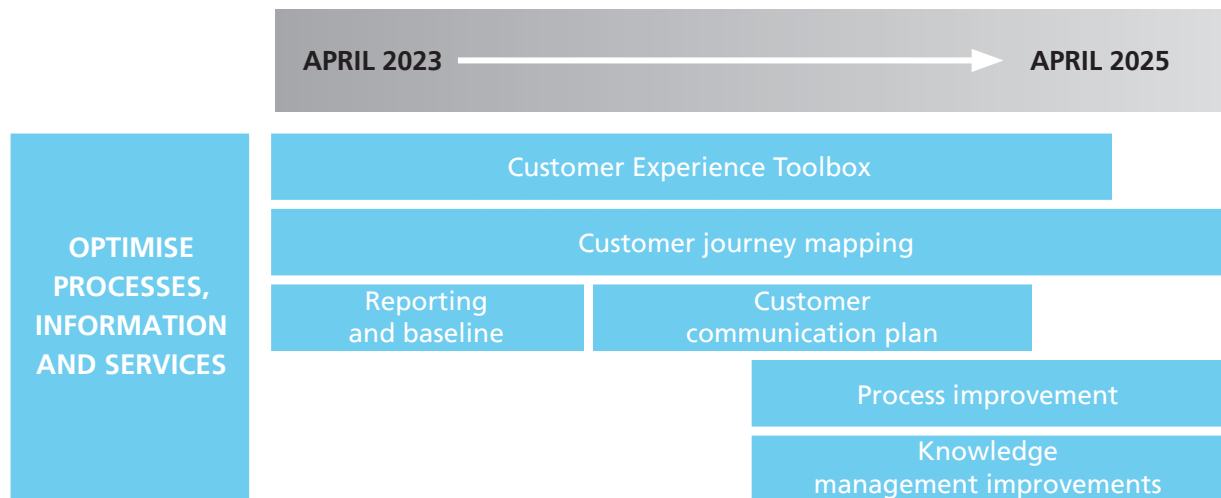 APRIL 2023
APRIL 2025
OPTIMISE
PROCESSES,
INFORMATION
AND SERVICES
Customer Experience Toolbox
Customer journey mapping
Reporting
and baseline
Customer
communication plan
Process improvement
Knowledge
management improvements